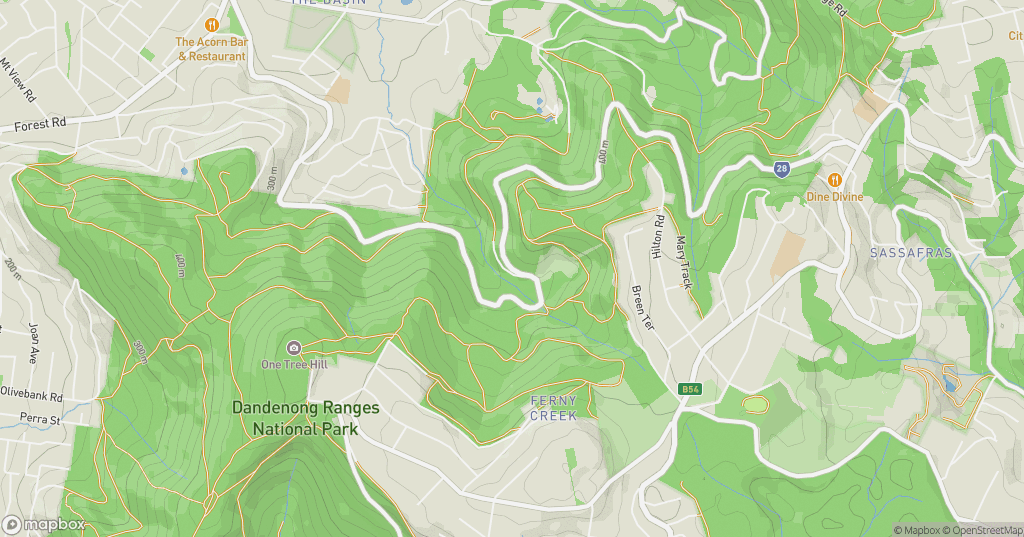 THE BASIN
The Acorn Bar
& Restaurant
Mt View Rd
Forest Rd
300 m
400 m
28
Dine Divine
Hilton Rd
Mary Track
SASSAFRAS
200 m
400 m
Breen Ter
Joan Ave
300 m
One Tree Hill
Olivebank Rd
Perra St
B54
Dandenong Ranges
National Park
FERNY
CREEK
mapbox
© Mapbox © OpenStreetMap